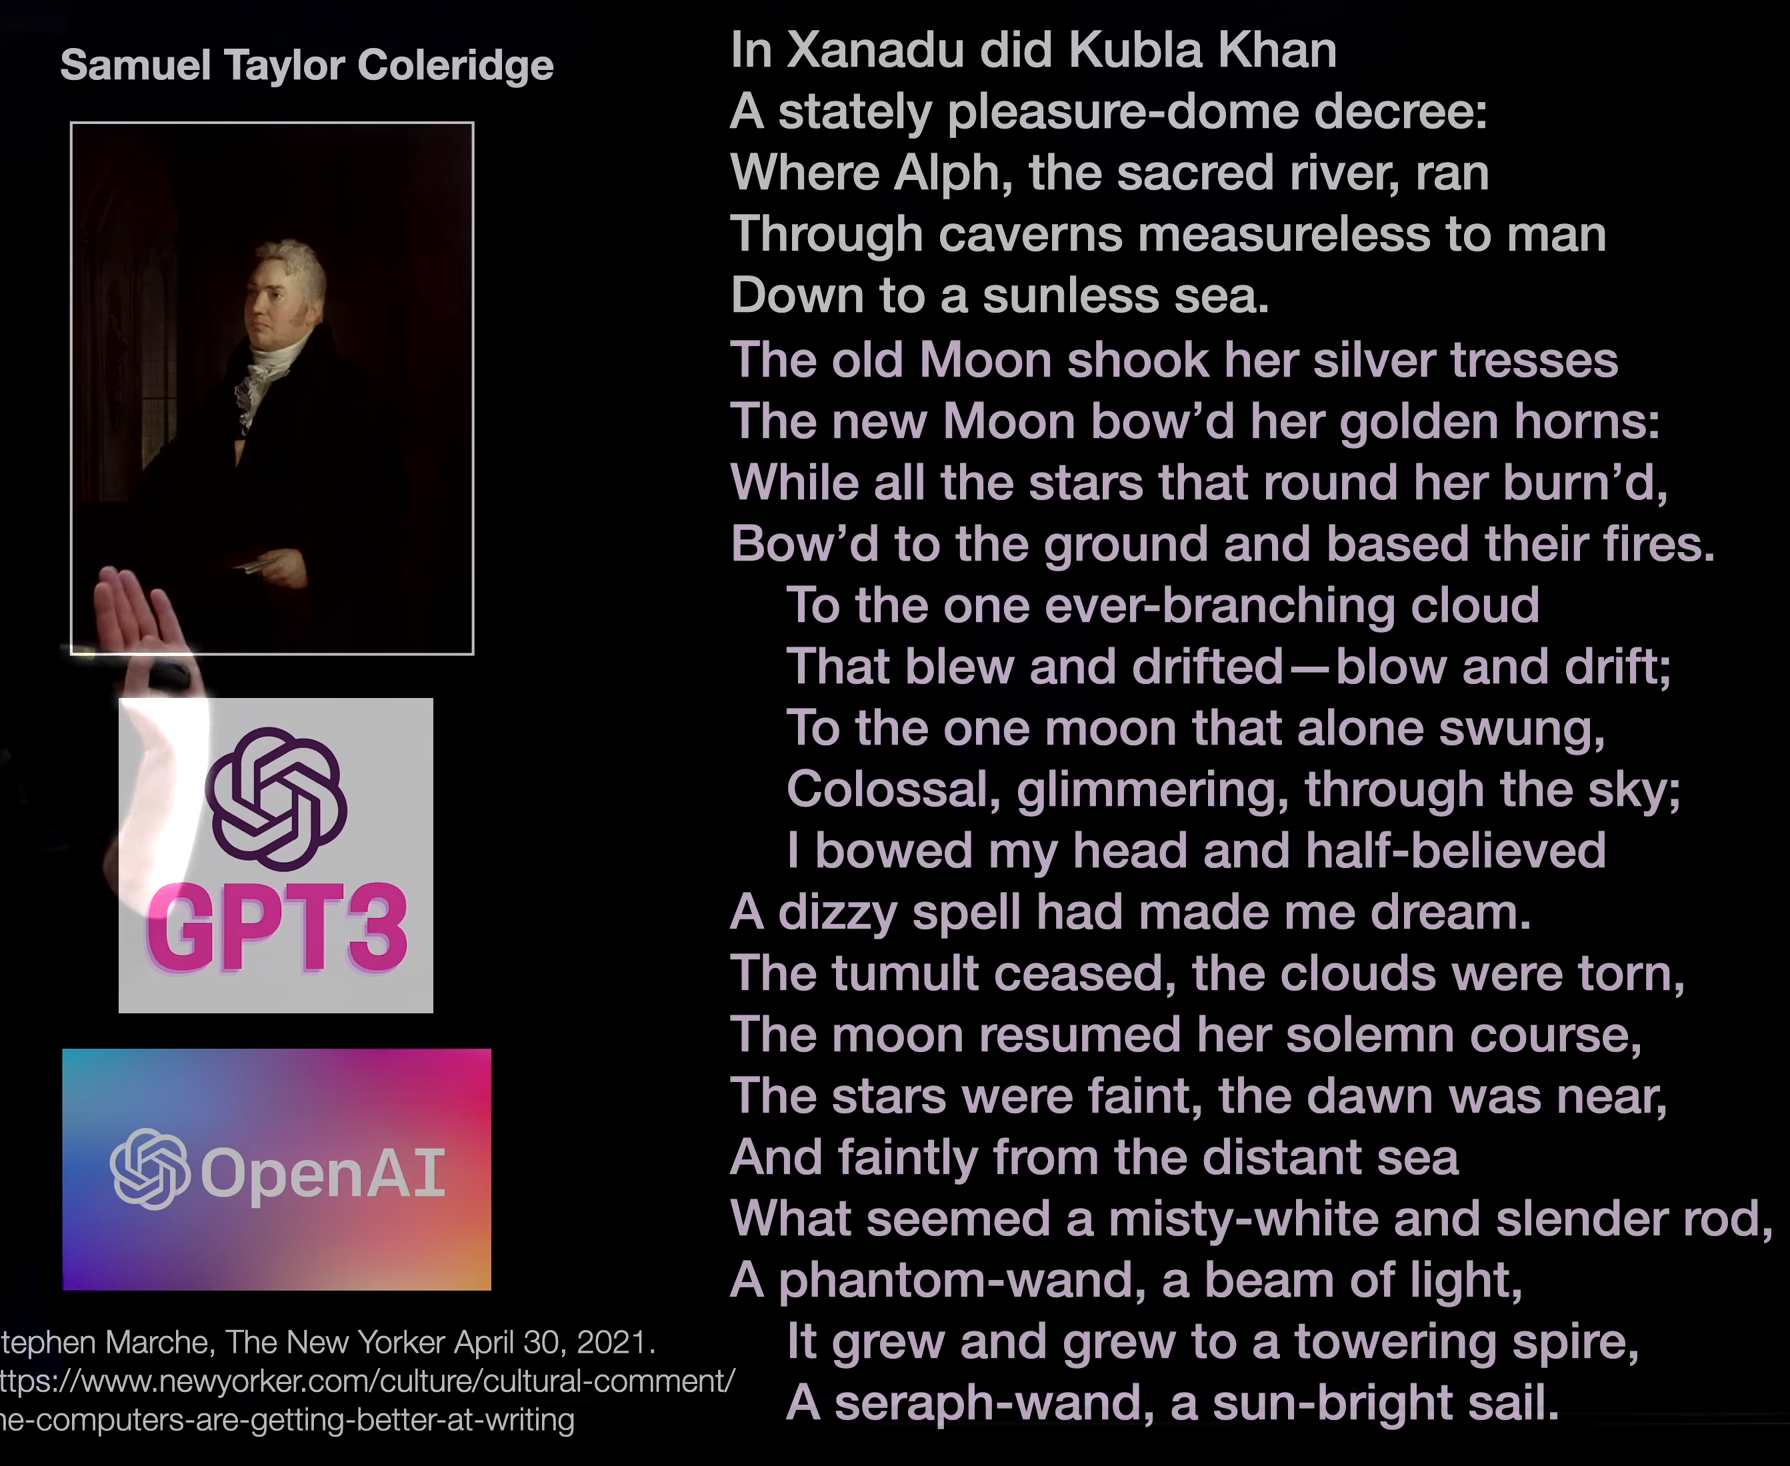 Samuel Taylor Coleridge
GPT3
OpenAI
tephen Marche, The New Yorker April 30, 2021.
ttps://www.newyorker.com/culture/cultural-comment/
he-computers-are-getting-better-at-writing
In Xanadu did Kubla Khan
A stately pleasure-dome decree:
Where Alph, the sacred river, ran
Through caverns measureless to man
Down to a sunless sea.
The old Moon shook her silver tresses
The new Moon bow’d her golden horns:
While all the stars that round her burn’d,
Bow’d to the ground and based their fires.
To the one ever-branching cloud
That blew and drifted—blow and drift;
To the one moon that alone swung,
Colossal, glimmering, through the sky;
I bowed my head and half-believed
A dizzy spell had made me dream.
The tumult ceased, the clouds were torn,
The moon resumed her solemn course,
The stars were faint, the dawn was near,
And faintly from the distant sea
What seemed a misty-white and slender rod,
A phantom-wand, a beam of light,
It grew and grew to a towering spire,
A seraph-wand, a sun-bright sail.